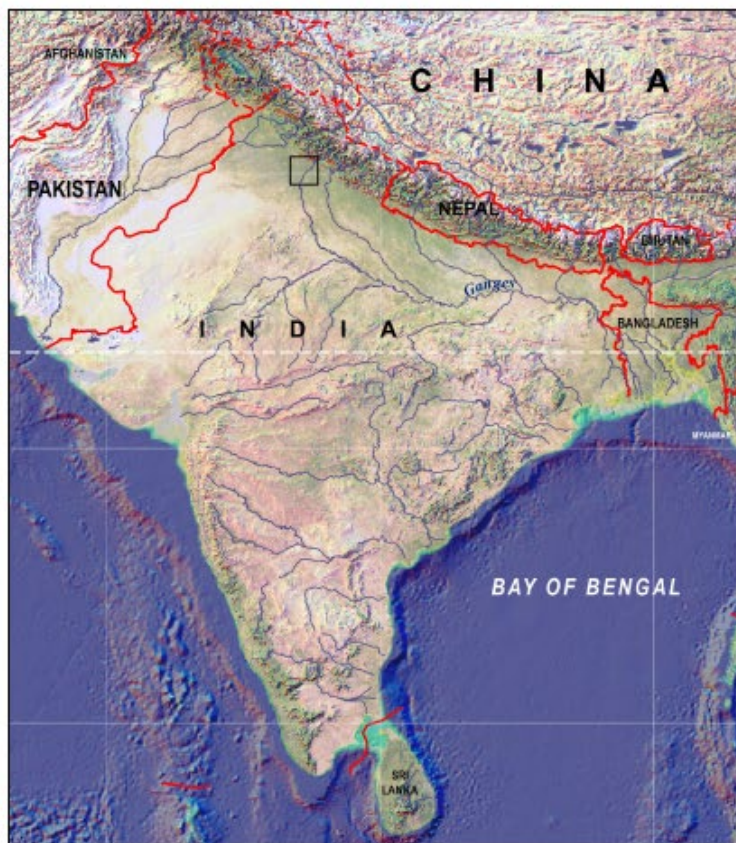 AFGHANISTAN
C H I N A
PAKISTAN
NEPAL
BHUTAN
Ganges
I N D I A
BANGLADESH
MYANMAR
BAY OF BENGAL
SRI
LANKA